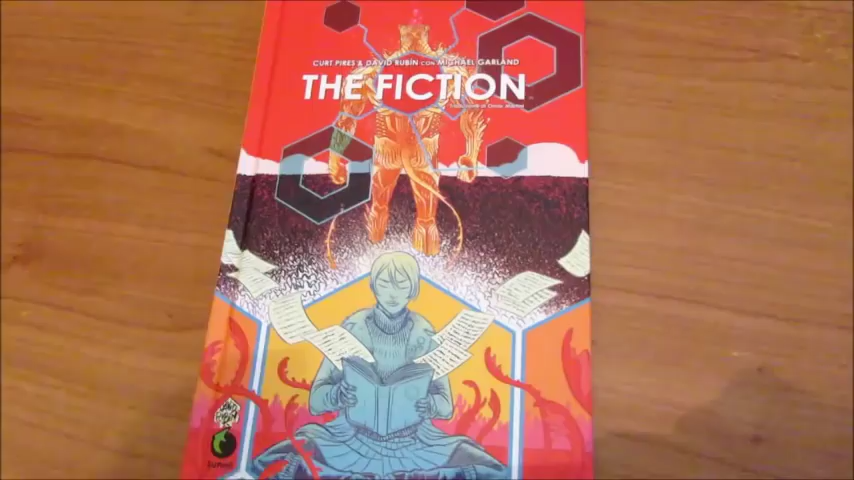 CURT PIRES & DAVID RUBÍN CON MICHAEL GARLAND
THE FICTION